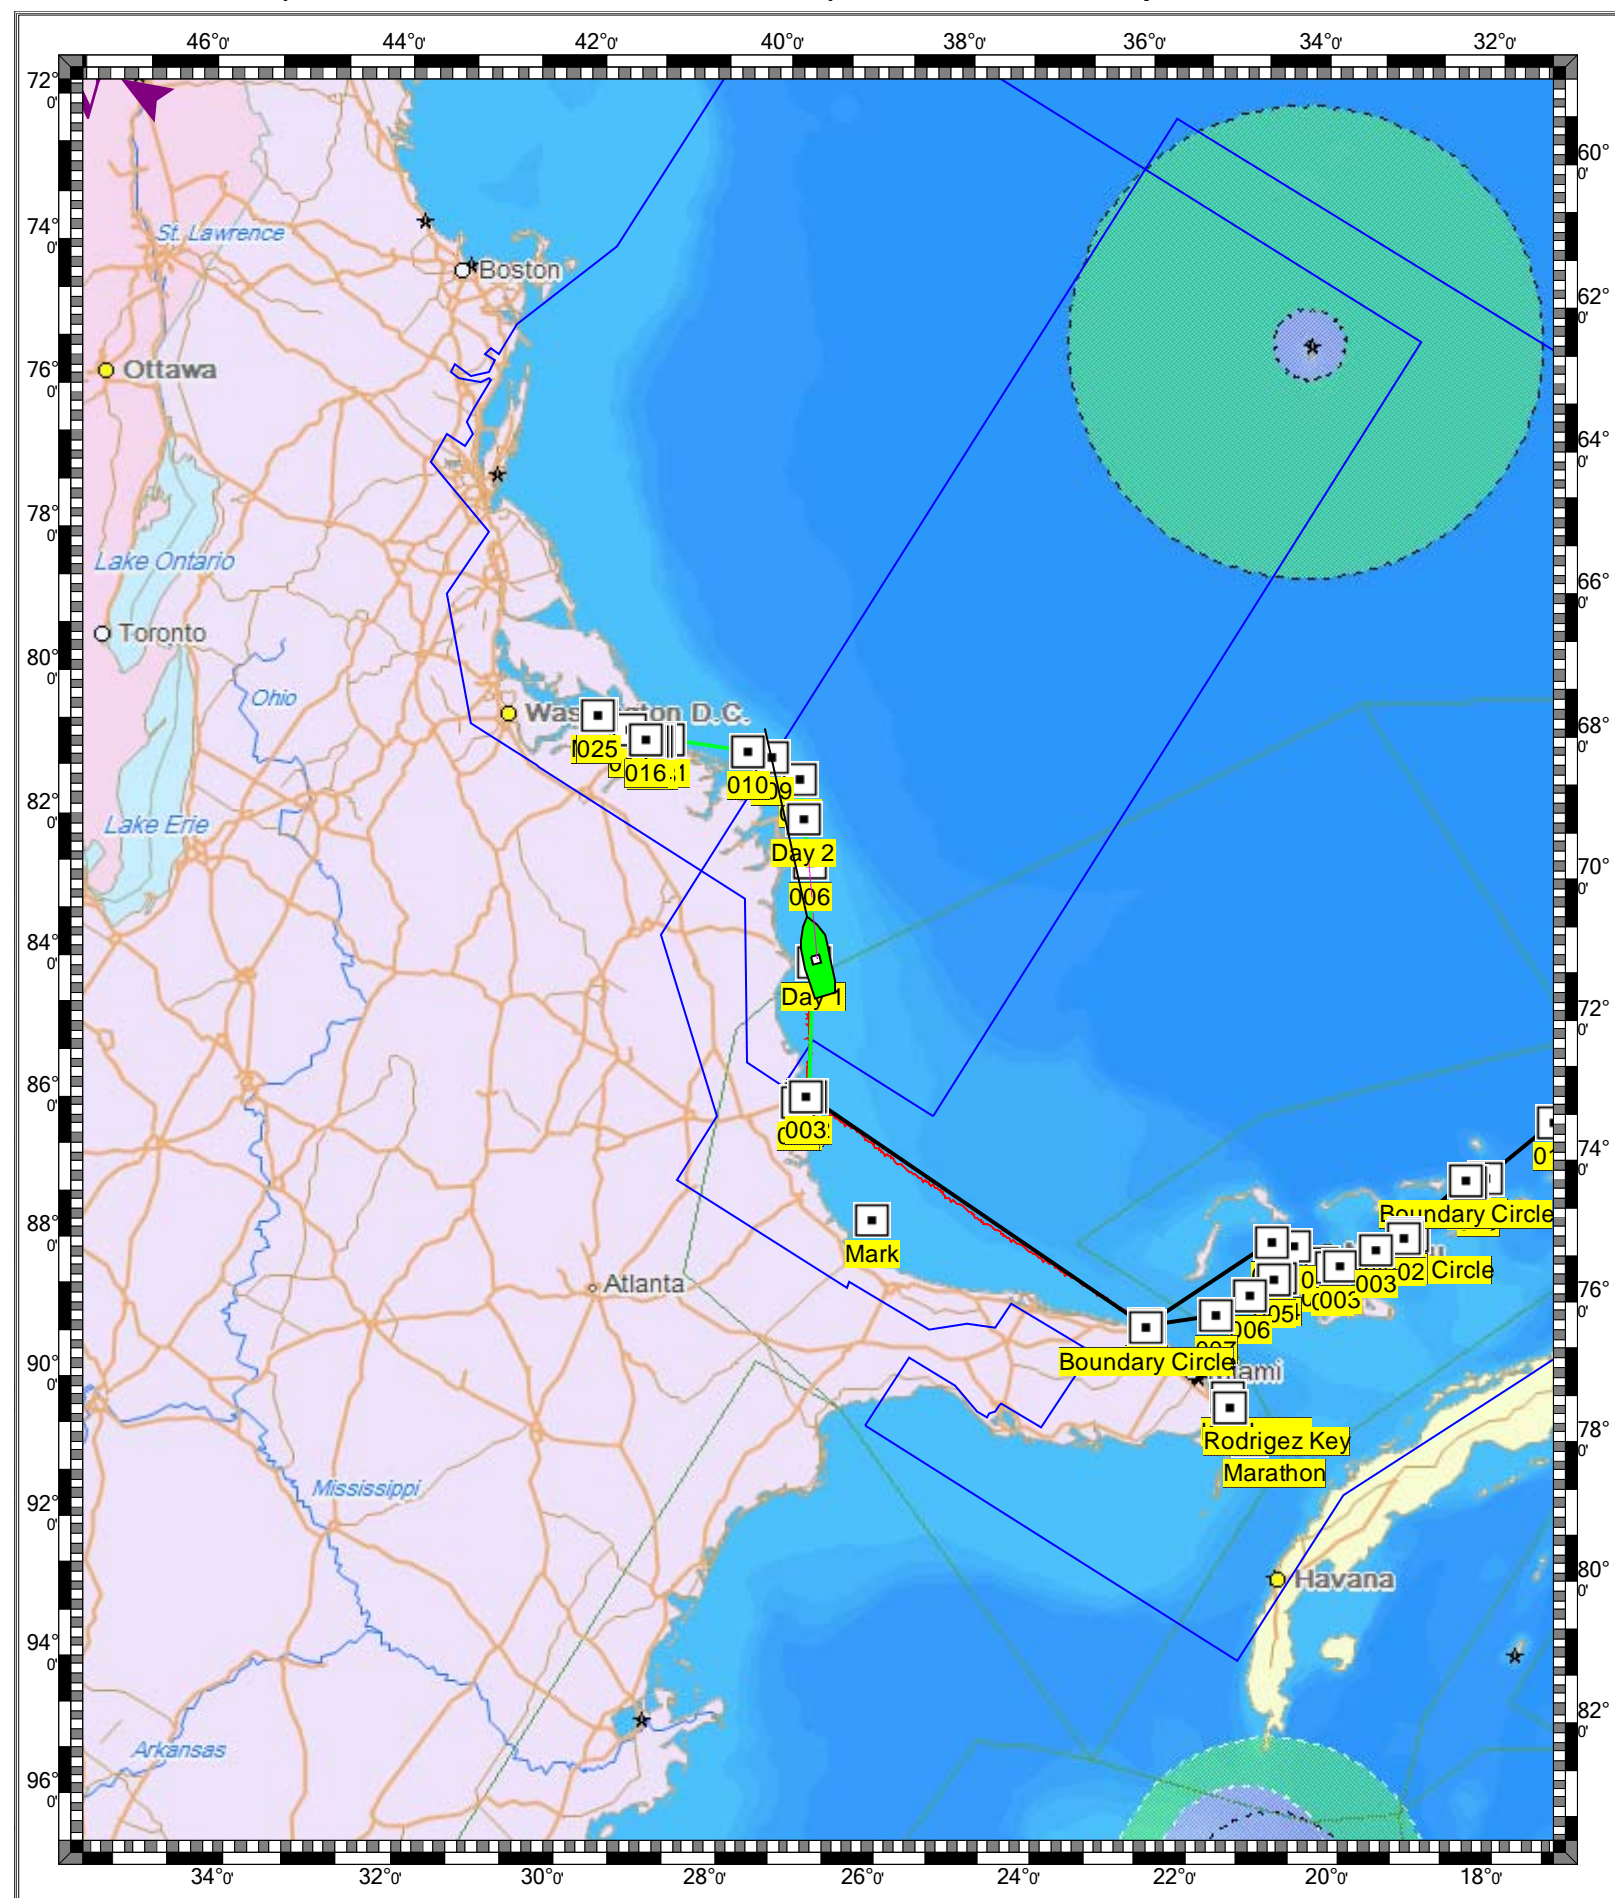 46°0' 44°0' 42°0' 40°0' 38°0' 36°0' 34°0' 32°0'
72°0'
60°0'
74°0'
St. Lawrence
Boston
62°0'
76°0'
Ottawa
64°0'
78°0'
Lake Ontario
66°0'
Toronto
80°0'
Ohio
Washington D.C.
68°0'
025
016
010
82°0'
Lake Erie
Day 2
70°0'
006
84°0'
Day 1
72°0'
86°0'
003
74°0'
88°0'
Mark
Boundary Circle
Circle
Atlanta
003
003
76°0'
006
90°0'
Boundary Circle
Miami
78°0'
Rodrigez Key
Marathon
92°0'
Mississippi
80°0'
Havana
94°0'
82°0'
Arkansas
96°0'
34°0' 32°0' 30°0' 28°0' 26°0' 24°0' 22°0' 20°0' 18°0'